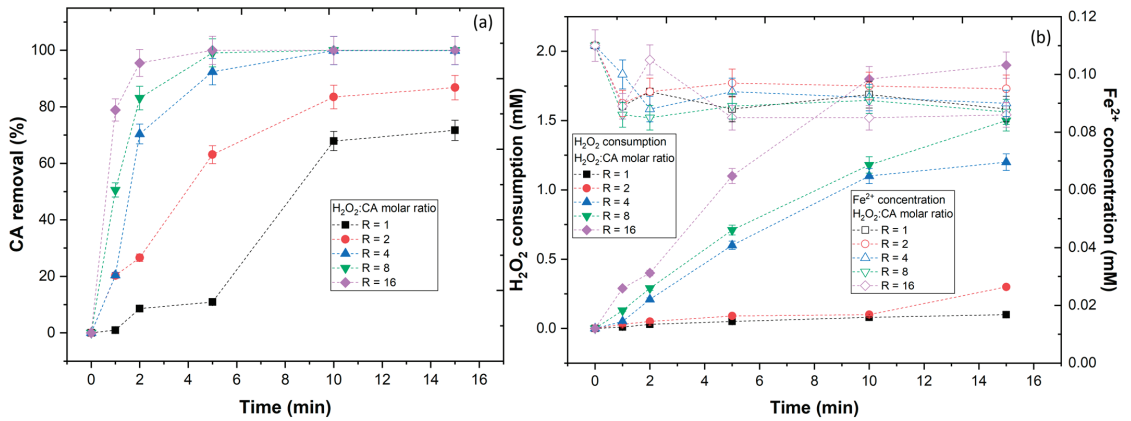 (a)
CA removal (%)
100
80
60
40
20
0
H₂O₂:CA molar ratio
R = 1
R = 2
R = 4
R = 8
R = 16
0 2 4 6 8 10 12 14 16
Time (min)
(b)
H₂O₂ consumption (mM)
2.0
1.5
1.0
0.5
0.0
H₂O₂ consumption
H₂O₂:CA molar ratio
R = 1
R = 2
R = 4
R = 8
R = 16
Fe²⁺ concentration
H₂O₂:CA molar ratio
R = 1
R = 2
R = 4
R = 8
R = 16
0.12
0.10
0.08
0.06
0.04
0.02
0.00
Fe²⁺ concentration (mM)
0 2 4 6 8 10 12 14 16
Time (min)